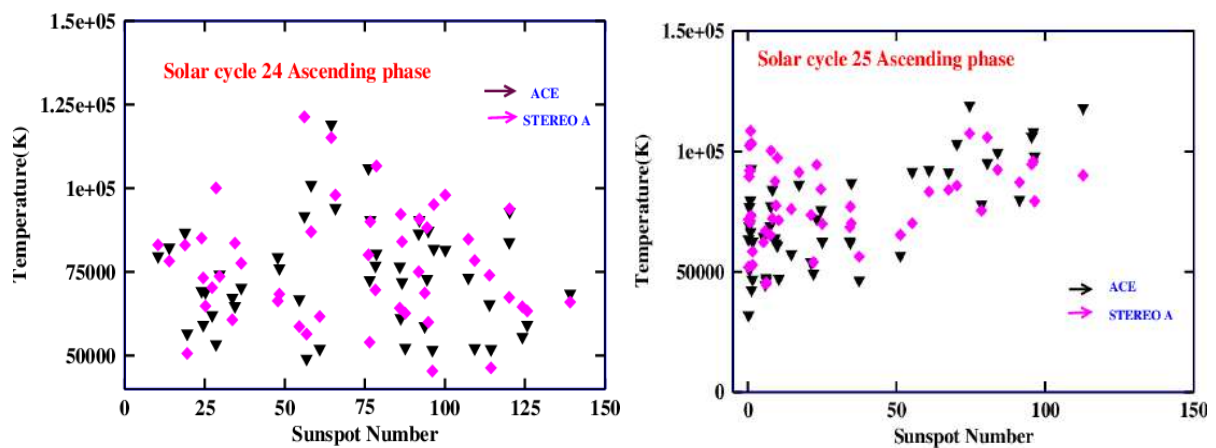 1.5e+05
Solar cycle 24 Ascending phase
ACE
1.25e+05
STEREO A
Temperature(K)
1e+05
75000
50000
0 25 50 75 100 125 150
Sunspot Number
1.5e+05
Solar cycle 25 Ascending phase
Temperature(K)
1e+05
50000
ACE
STEREO A
0
0 50 100 150
Sunspot Number